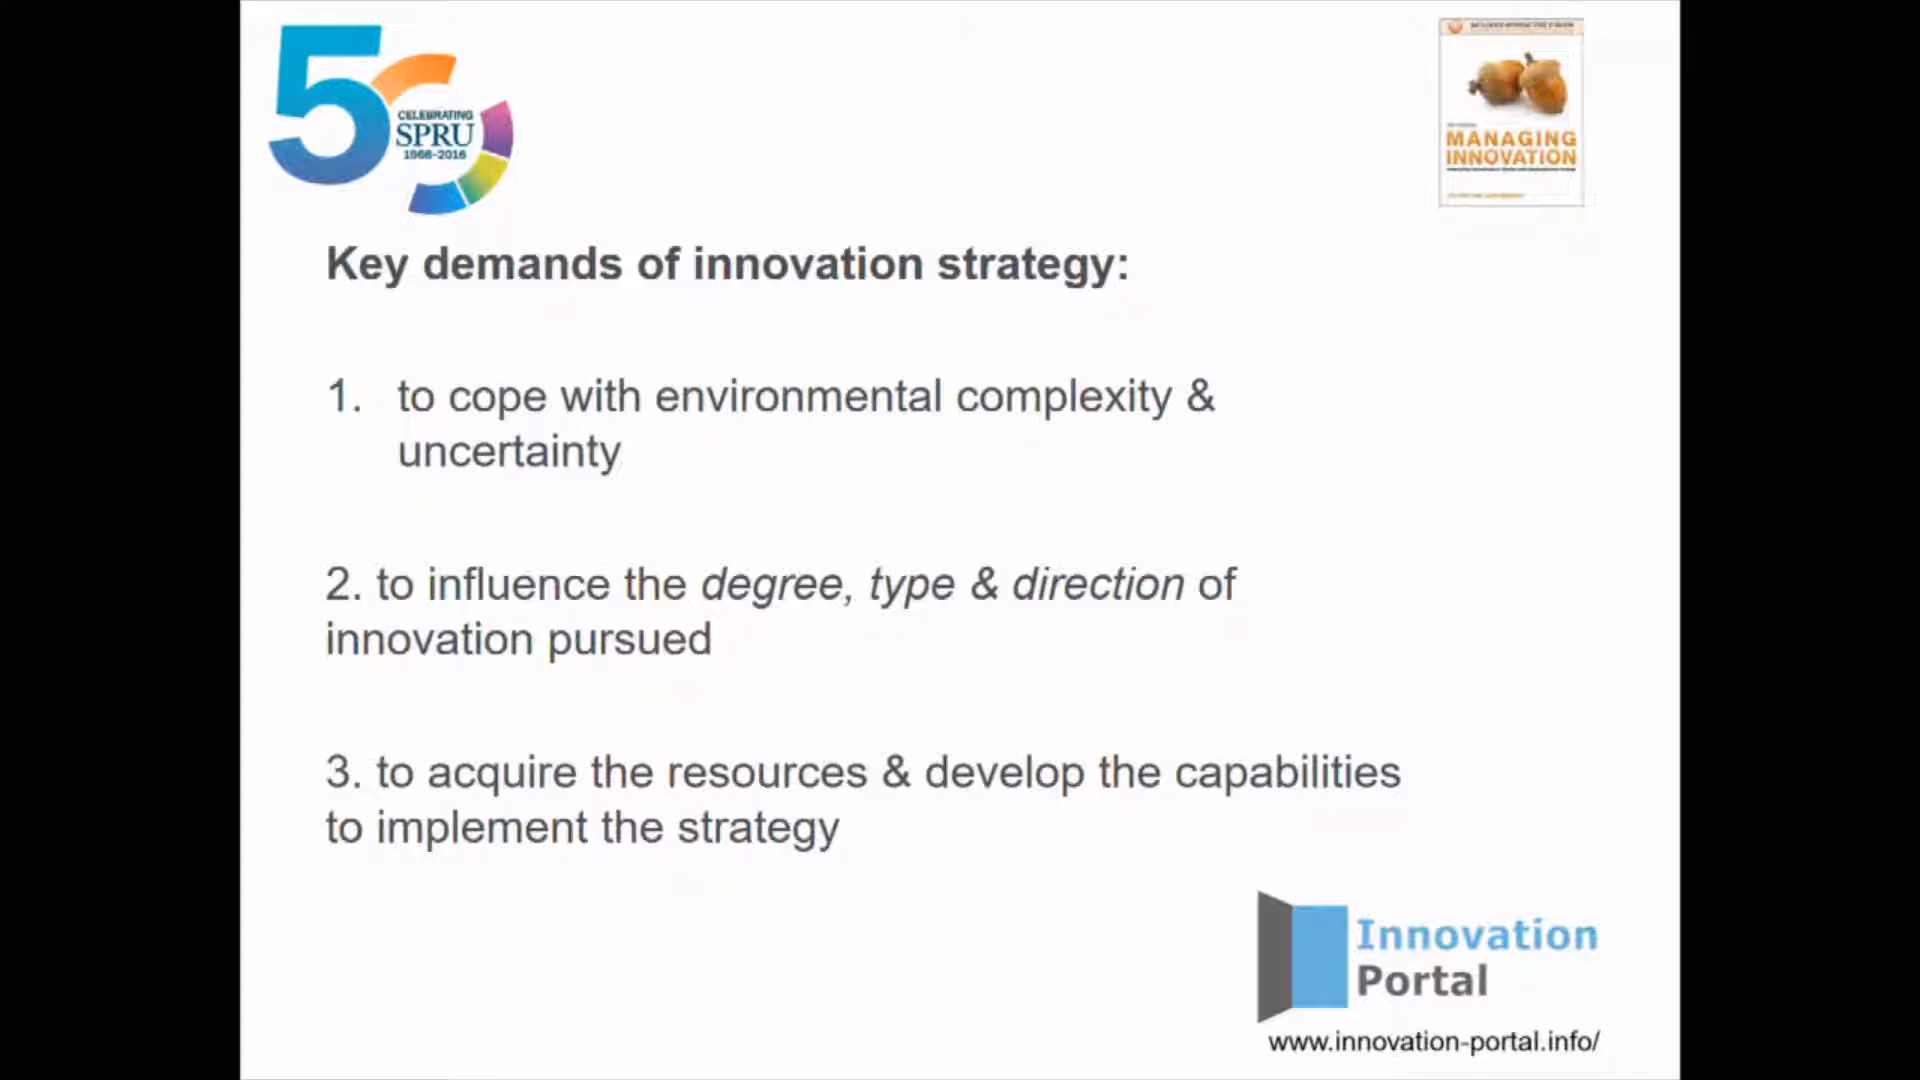 50
CELEBRATING
SPRU
1966-2016
MANAGING
INNOVATION
Key demands of innovation strategy:
1. to cope with environmental complexity &
uncertainty
2. to influence the degree, type & direction of
innovation pursued
3. to acquire the resources & develop the capabilities
to implement the strategy
Innovation
Portal
www.innovation-portal.info/